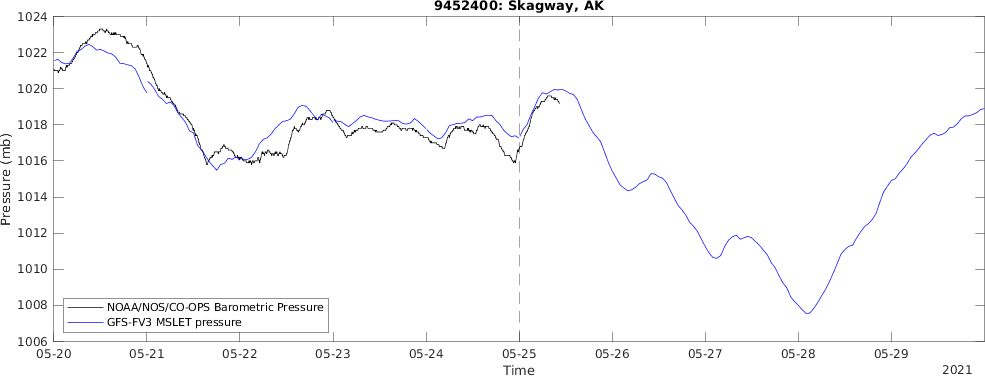 9452400: Skagway, AK
1024
1022
1020
1018
1016
1014
1012
1010
1008
1006
Pressure (mb)
NOAA/NOS/CO-OPS Barometric Pressure
GFS-FV3 MSLET pressure
05-20 05-21 05-22 05-23 05-24 05-25 05-26 05-27 05-28 05-29
Time
2021